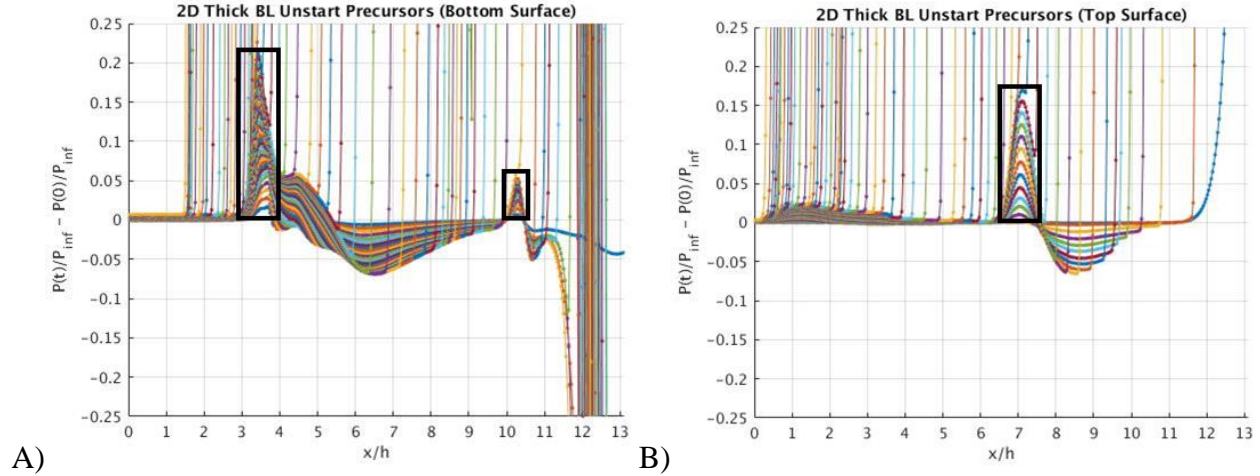 2D Thick BL Unstart Precursors (Bottom Surface)
0.25
0.2
0.15
0.1
0.05
0
-0.05
-0.1
-0.15
-0.2
-0.25
P(t)/P_inf - P(0)/P_inf
0 1 2 3 4 5 6 7 8 9 10 11 12 13
x/h
A)
2D Thick BL Unstart Precursors (Top Surface)
0.25
0.2
0.15
0.1
0.05
0
-0.05
-0.1
-0.15
-0.2
-0.25
P(t)/P_inf - P(0)/P_inf
0 1 2 3 4 5 6 7 8 9 10 11 12 13
x/h
B)